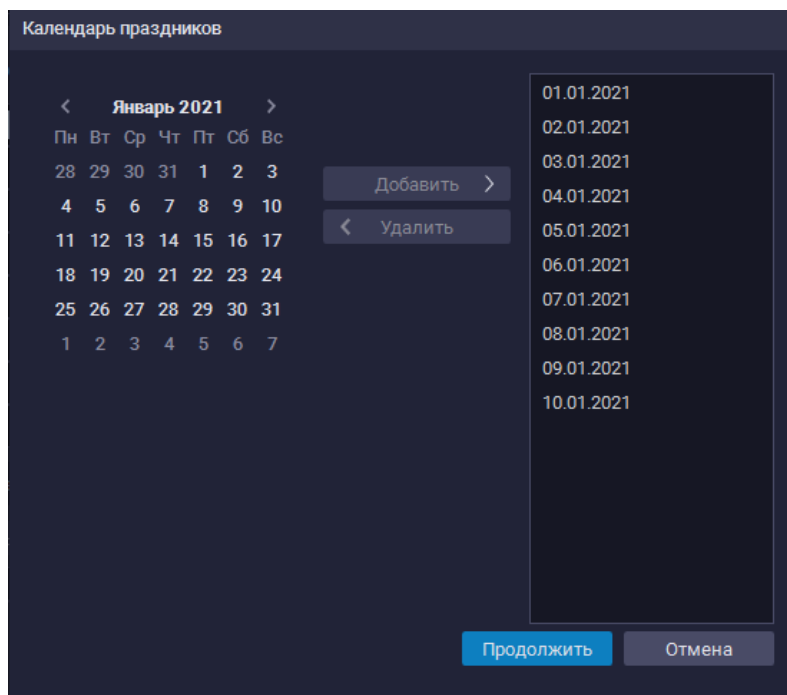 Календарь праздников
Январь 2021
Пн Вт Ср Чт Пт Сб Вс
28 29 30 31 1 2 3
4 5 6 7 8 9 10
11 12 13 14 15 16 17
18 19 20 21 22 23 24
25 26 27 28 29 30 31
1 2 3 4 5 6 7
Добавить
Удалить
01.01.2021
02.01.2021
03.01.2021
04.01.2021
05.01.2021
06.01.2021
07.01.2021
08.01.2021
09.01.2021
10.01.2021
Продолжить Отмена